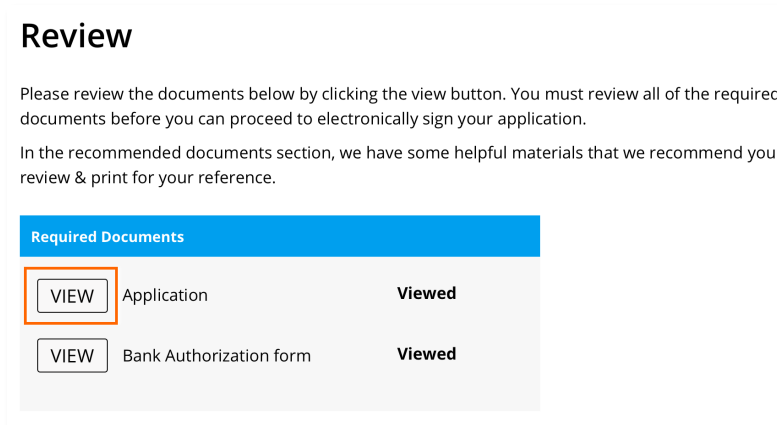 Review
Please review the documents below by clicking the view button. You must review all of the required
documents before you can proceed to electronically sign your application.
In the recommended documents section, we have some helpful materials that we recommend you
review & print for your reference.
Required Documents
VIEW Application Viewed
VIEW Bank Authorization form Viewed